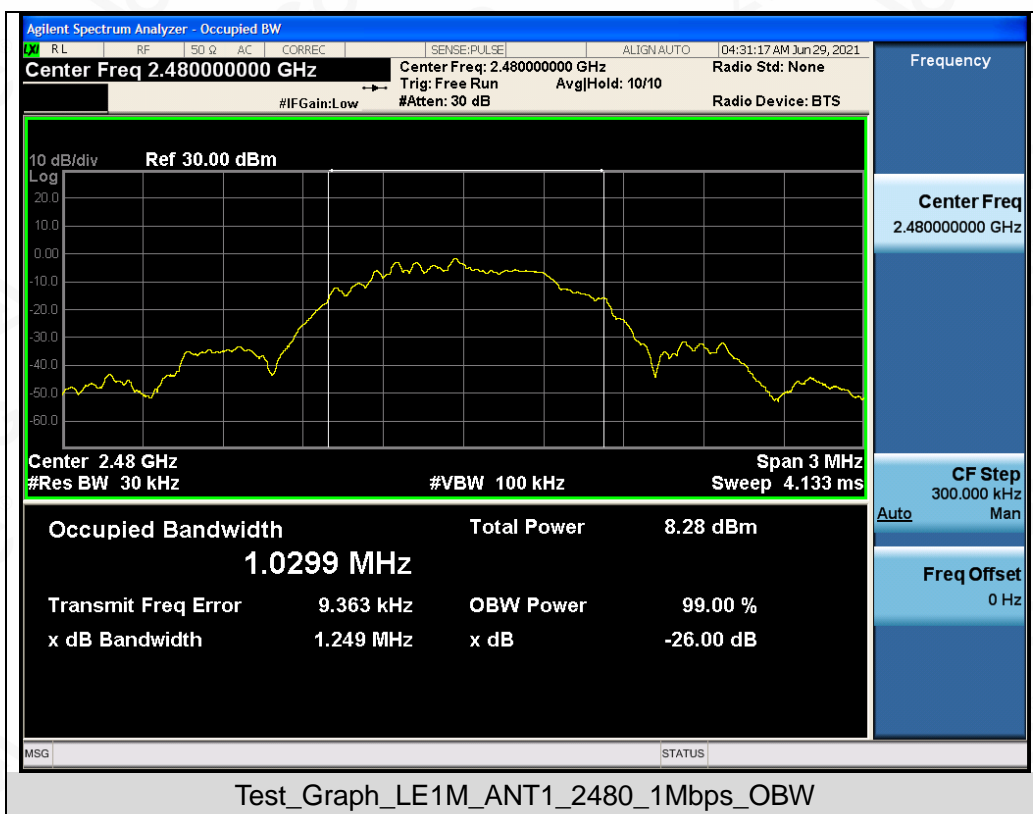 Agilent Spectrum Analyzer - Occupied BW
LXI RL RF 50 Ω AC CORREC SENSE:PULSE ALIGN AUTO 04:31:17 AM Jun 29, 2021
Center Freq 2.480000000 GHz
Center Freq: 2.480000000 GHz
Radio Std: None
Trig: Free Run Avg|Hold: 10/10
#IFGain:Low
#Atten: 30 dB
Radio Device: BTS
10 dB/div Ref 30.00 dBm
Log
20.0
10.0
0.00
-10.0
-20.0
-30.0
-40.0
-50.0
-60.0
Center 2.48 GHz
Span 3 MHz
#Res BW 30 kHz
#VBW 100 kHz
Sweep 4.133 ms
Occupied Bandwidth
Total Power 8.28 dBm
1.0299 MHz
Transmit Freq Error 9.363 kHz OBW Power 99.00 %
x dB Bandwidth 1.249 MHz x dB -26.00 dB
MSG STATUS
Frequency
Center Freq
2.480000000 GHz
CF Step
300.000 kHz
Auto Man
Freq Offset
0 Hz
Test_Graph_LE1M_ANT1_2480_1Mbps_OBW